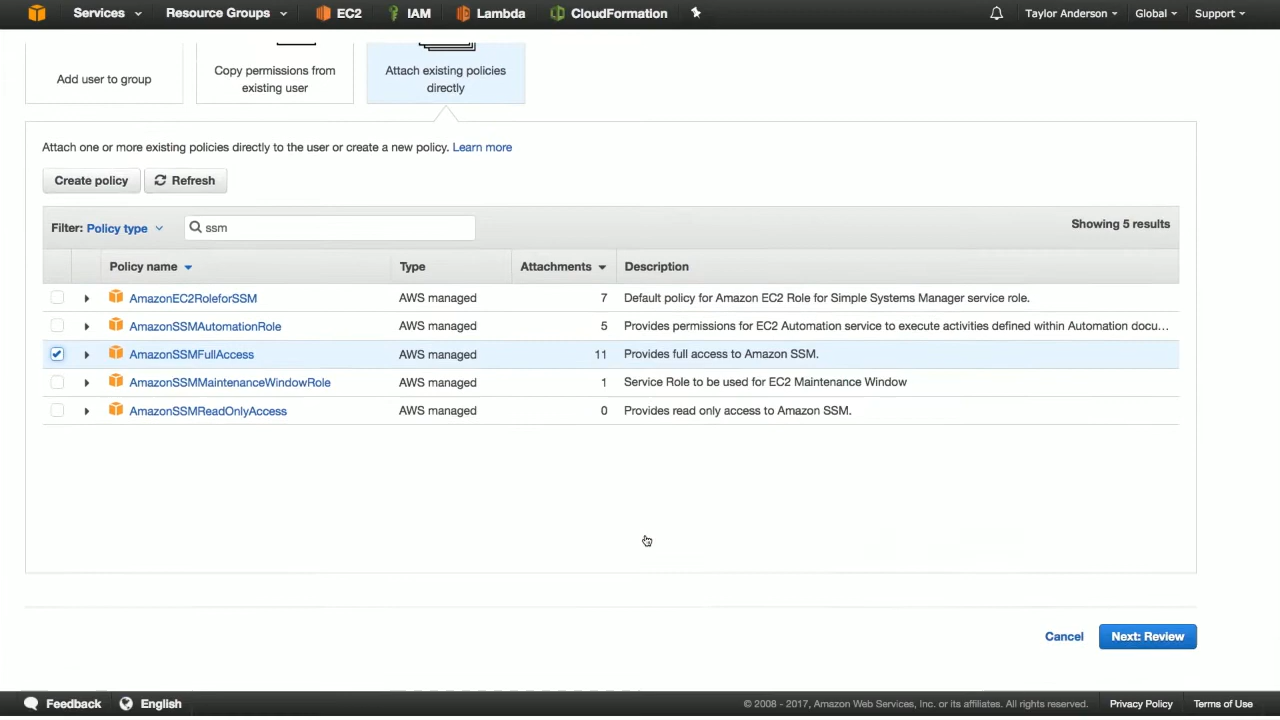 Services Resource Groups EC2 IAM Lambda CloudFormation Taylor Anderson Global Support
Add user to group
Copy permissions from
existing user
Attach existing policies
directly
Attach one or more existing policies directly to the user or create a new policy. Learn more
Create policy Refresh
Filter: Policy type ssm Showing 5 results
Policy name Type Attachments Description
AmazonEC2RoleforSSM AWS managed 7 Default policy for Amazon EC2 Role for Simple Systems Manager service role.
AmazonSSMAutomationRole AWS managed 5 Provides permissions for EC2 Automation service to execute activities defined within Automation docu...
AmazonSSMFullAccess AWS managed 11 Provides full access to Amazon SSM.
AmazonSSMMaintenanceWindowRole AWS managed 1 Service Role to be used for EC2 Maintenance Window
AmazonSSMReadOnlyAccess AWS managed 0 Provides read only access to Amazon SSM.
Cancel Next: Review
Feedback English © 2008 - 2017, Amazon Web Services, Inc. or its affiliates. All rights reserved. Privacy Policy Terms of Use